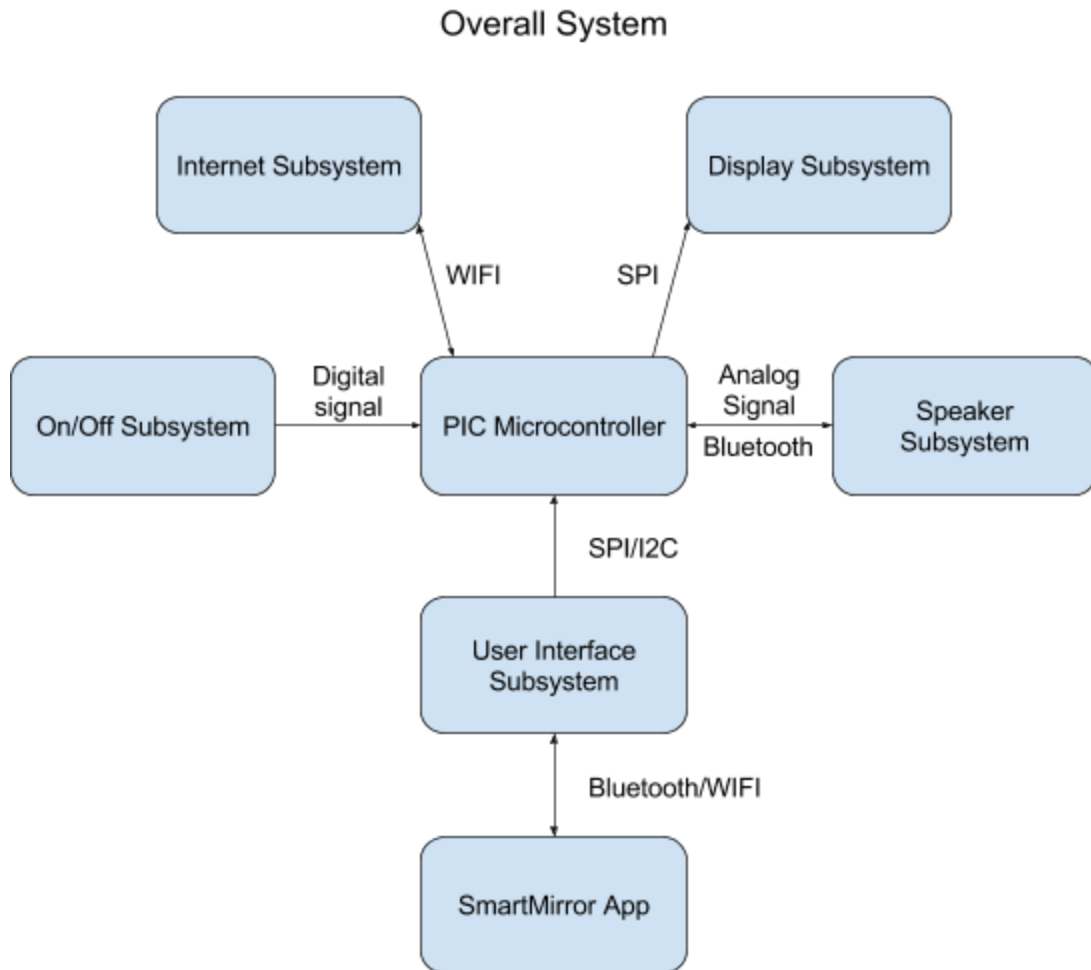 Overall System
Internet Subsystem
Display Subsystem
WIFI
SPI
On/Off Subsystem
Digital
signal
PIC Microcontroller
Analog
Signal
Bluetooth
Speaker
Subsystem
SPI/I2C
User Interface
Subsystem
Bluetooth/WIFI
SmartMirror App